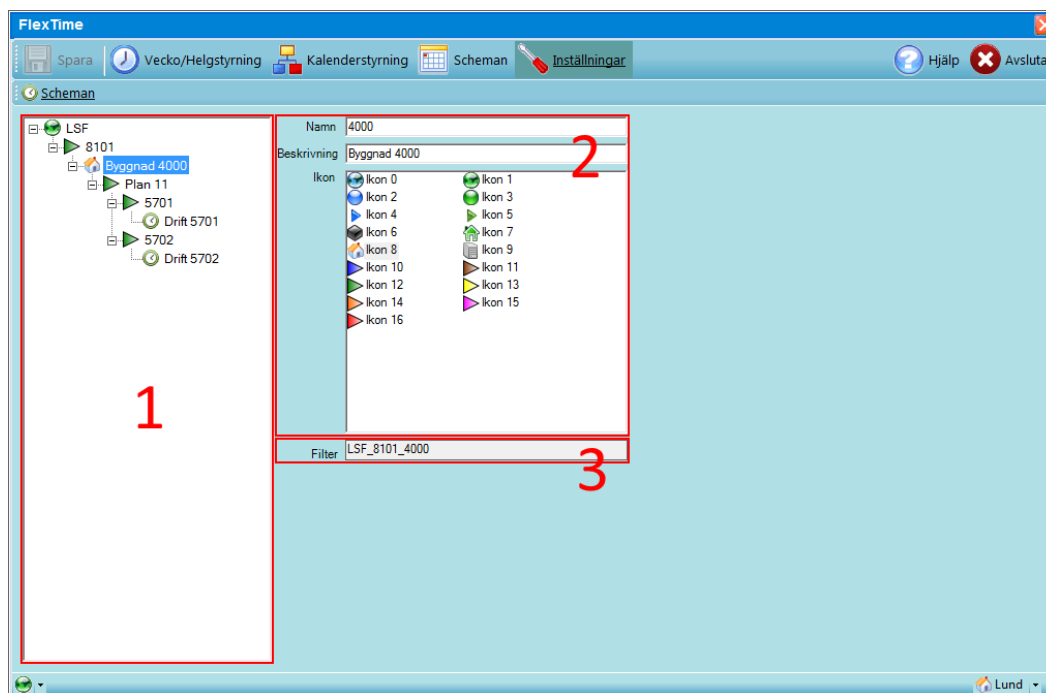 FlexTime
Spara Vecko/Helgstyrning Kalenderstyrning Scheman Inställningar Hjälp Avsluta
Scheman
LSF
8101
Byggnad 4000
Plan 11
5701
Drift 5701
5702
Drift 5702
1
Namn 4000
Beskrivning Byggnad 4000
2
Ikon
Ikon 0 Ikon 1
Ikon 2 Ikon 3
Ikon 4 Ikon 5
Ikon 6 Ikon 7
Ikon 8 Ikon 9
Ikon 10 Ikon 11
Ikon 12 Ikon 13
Ikon 14 Ikon 15
Ikon 16
Filter LSF_8101_4000
3
Lund